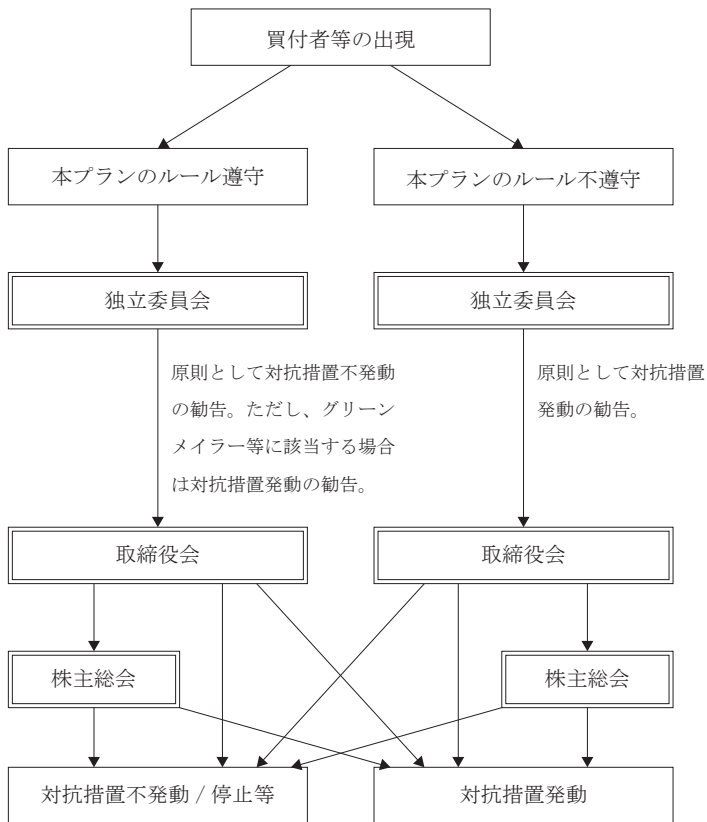 買付者等の出現
本プランのルール遵守
本プランのルール不遵守
独立委員会
独立委員会
原則として対抗措置不発動
の勧告。ただし、グリーン
メイラー等に該当する場合
は対抗措置発動の勧告。
原則として対抗措置
発動の勧告。
取締役会
取締役会
株主総会
株主総会
対抗措置不発動 / 停止等
対抗措置発動